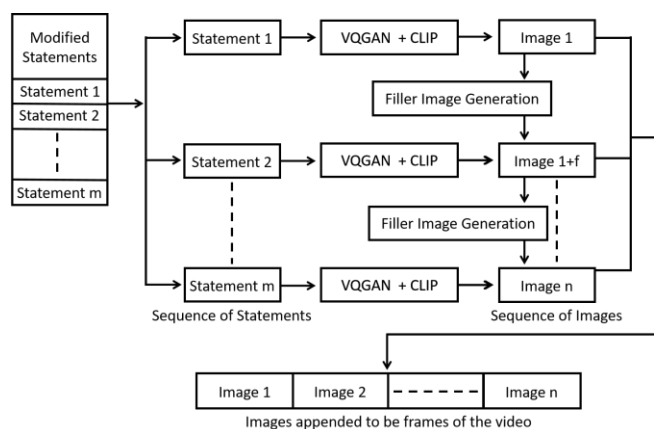 Modified
Statements
Statement 1
Statement 2
Statement m
Statement 1
VQGAN + CLIP
Image 1
Filler Image Generation
Statement 2
VQGAN + CLIP
Image 1+f
Filler Image Generation
Statement m
VQGAN + CLIP
Image n
Sequence of Statements
Sequence of Images
Image 1
Image 2
Image n
Images appended to be frames of the video